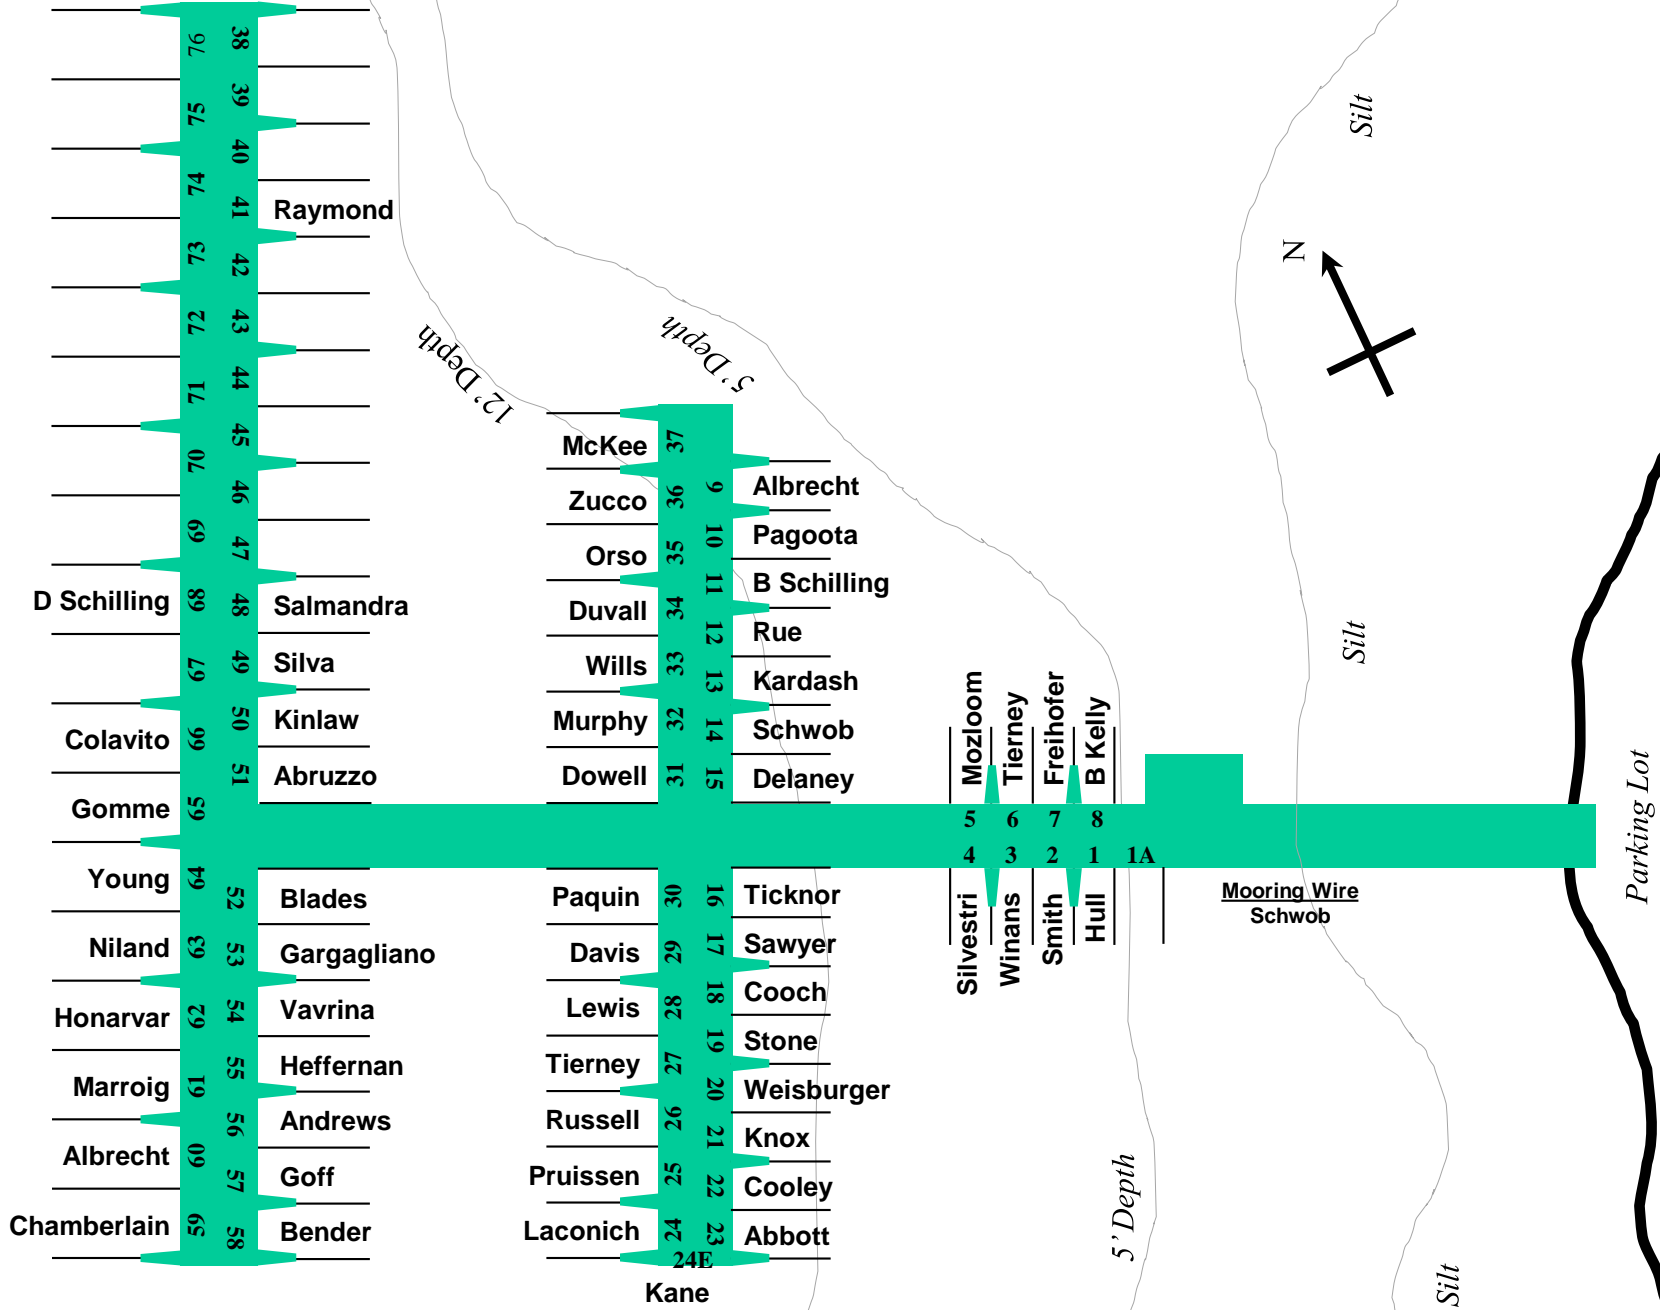 76
75
74
73
72
71
70
69
D Schilling 68
67
Colavito 66
Gomme 65
Young 64
Niland 63
Honarvar 62
Marroig 61
Albrecht 60
Chamberlain 59
38
39
40
41 Raymond
42
43
44
45
46
47
48 Salmandra
49 Silva
50 Kinlaw
51 Abruzzo
52 Blades
53 Gargagliano
54 Vavrina
55 Heffernan
56 Andrews
57 Goff
58 Bender
12' Depth
5' Depth
McKee 37
Zucco 36
Orso 35
Duvall 34
Wills 33
Murphy 32
Dowell 31
Paquin 30
Davis 29
Lewis 28
Tierney 27
Russell 26
Pruissen 25
Laconich 24
24E
Kane
9 Albrecht
10 Pagoota
11 B Schilling
12 Rue
13 Kardash
14 Schwob
15 Delaney
16 Ticknor
17 Sawyer
18 Cooch
19 Stone
20 Weisburger
21 Knox
22 Cooley
23 Abbott
Mozloom
Tierney
Freihofer
B Kelly
5 6 7 8
4 3 2 1 1A
Silvestri
Winans
Smith
Hull
Mooring Wire
Schwob
5' Depth
N
Silt
Silt
Silt
Parking Lot